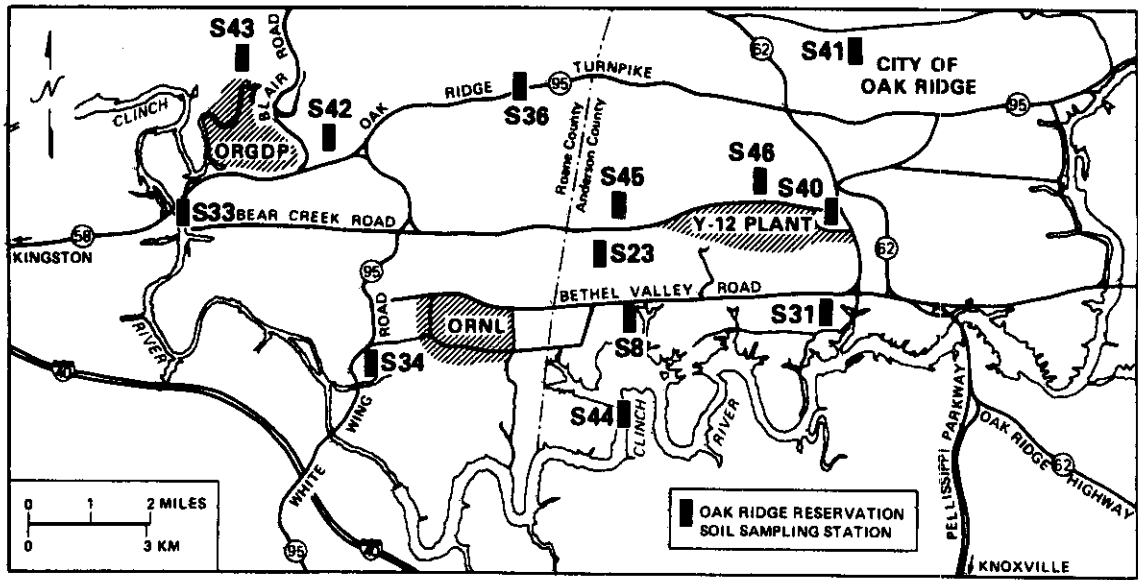 S43
BLAIR ROAD
62
S41
CITY OF
OAK RIDGE
N
CLINCH
S42
OAK RIDGE 95 TURNPIKE
S36
95
ORGDP
Roane County
Anderson County
S46
S45
S40
S33
BEAR CREEK ROAD
Y-12 PLANT
58
KINGSTON
S23
62
95
BETHEL VALLEY ROAD
RIVER
ROAD
ORNL
S31
S8
S34
40
WING
S44
CLINCH
RIVER
PELLISSIPPI PARKWAY
OAK RIDGE
62
HIGHWAY
WHITE
0 1 2 MILES
0 3 KM
OAK RIDGE RESERVATION
SOIL SAMPLING STATION
95
40
KNOXVILLE